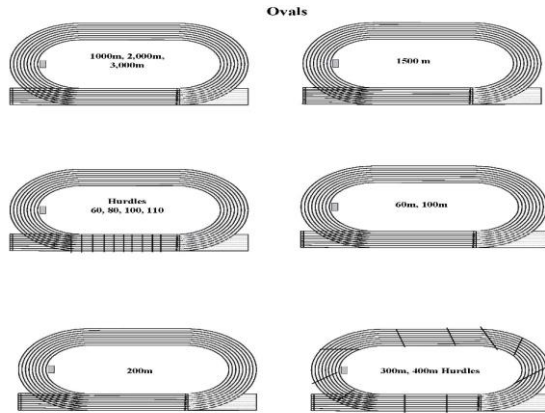 Ovals
1000m, 2,000m,
3,000m
1500 m
Hurdles
60, 80, 100, 110
60m, 100m
200m
300m, 400m Hurdles